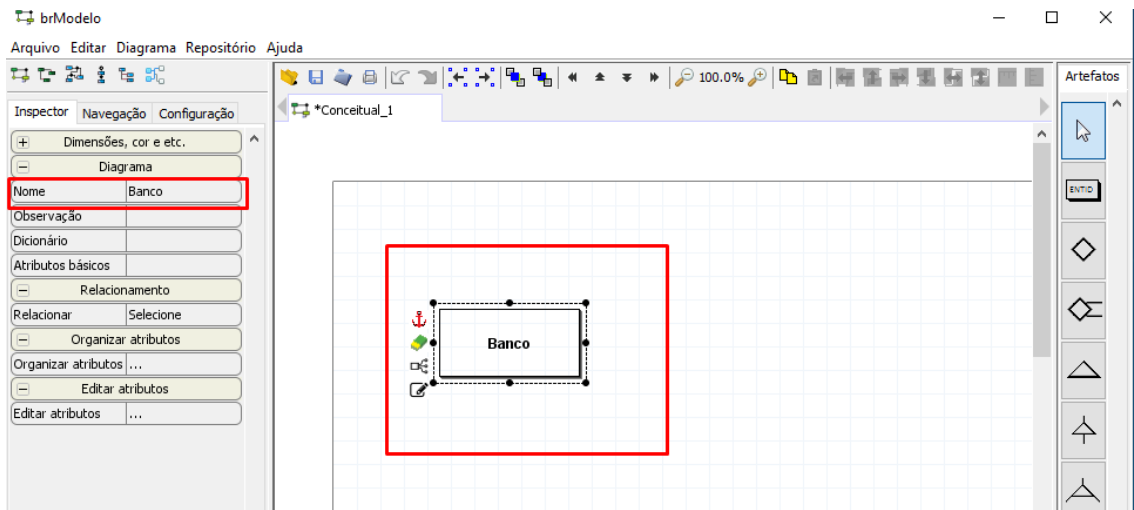 brModelo
Arquivo Editar Diagrama Repositório Ajuda
100.0%
Artefatos
Inspector Navegação Configuração
*Conceitual_1
Dimensões, cor e etc.
Diagrama
Nome Banco
Observação
Dicionário
Atributos básicos
Relacionamento
Relacionar Selecione
Organizar atributos
Organizar atributos ...
Editar atributos
Editar atributos ...
Banco
ENTID